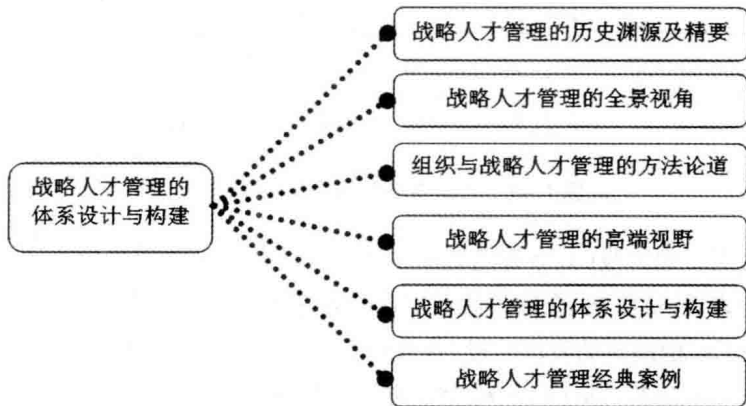 战略人才管理的历史渊源及精要
战略人才管理的全景视角
组织与战略人才管理的方法论道
战略人才管理的
体系设计与构建
战略人才管理的高端视野
战略人才管理的体系设计与构建
战略人才管理经典案例